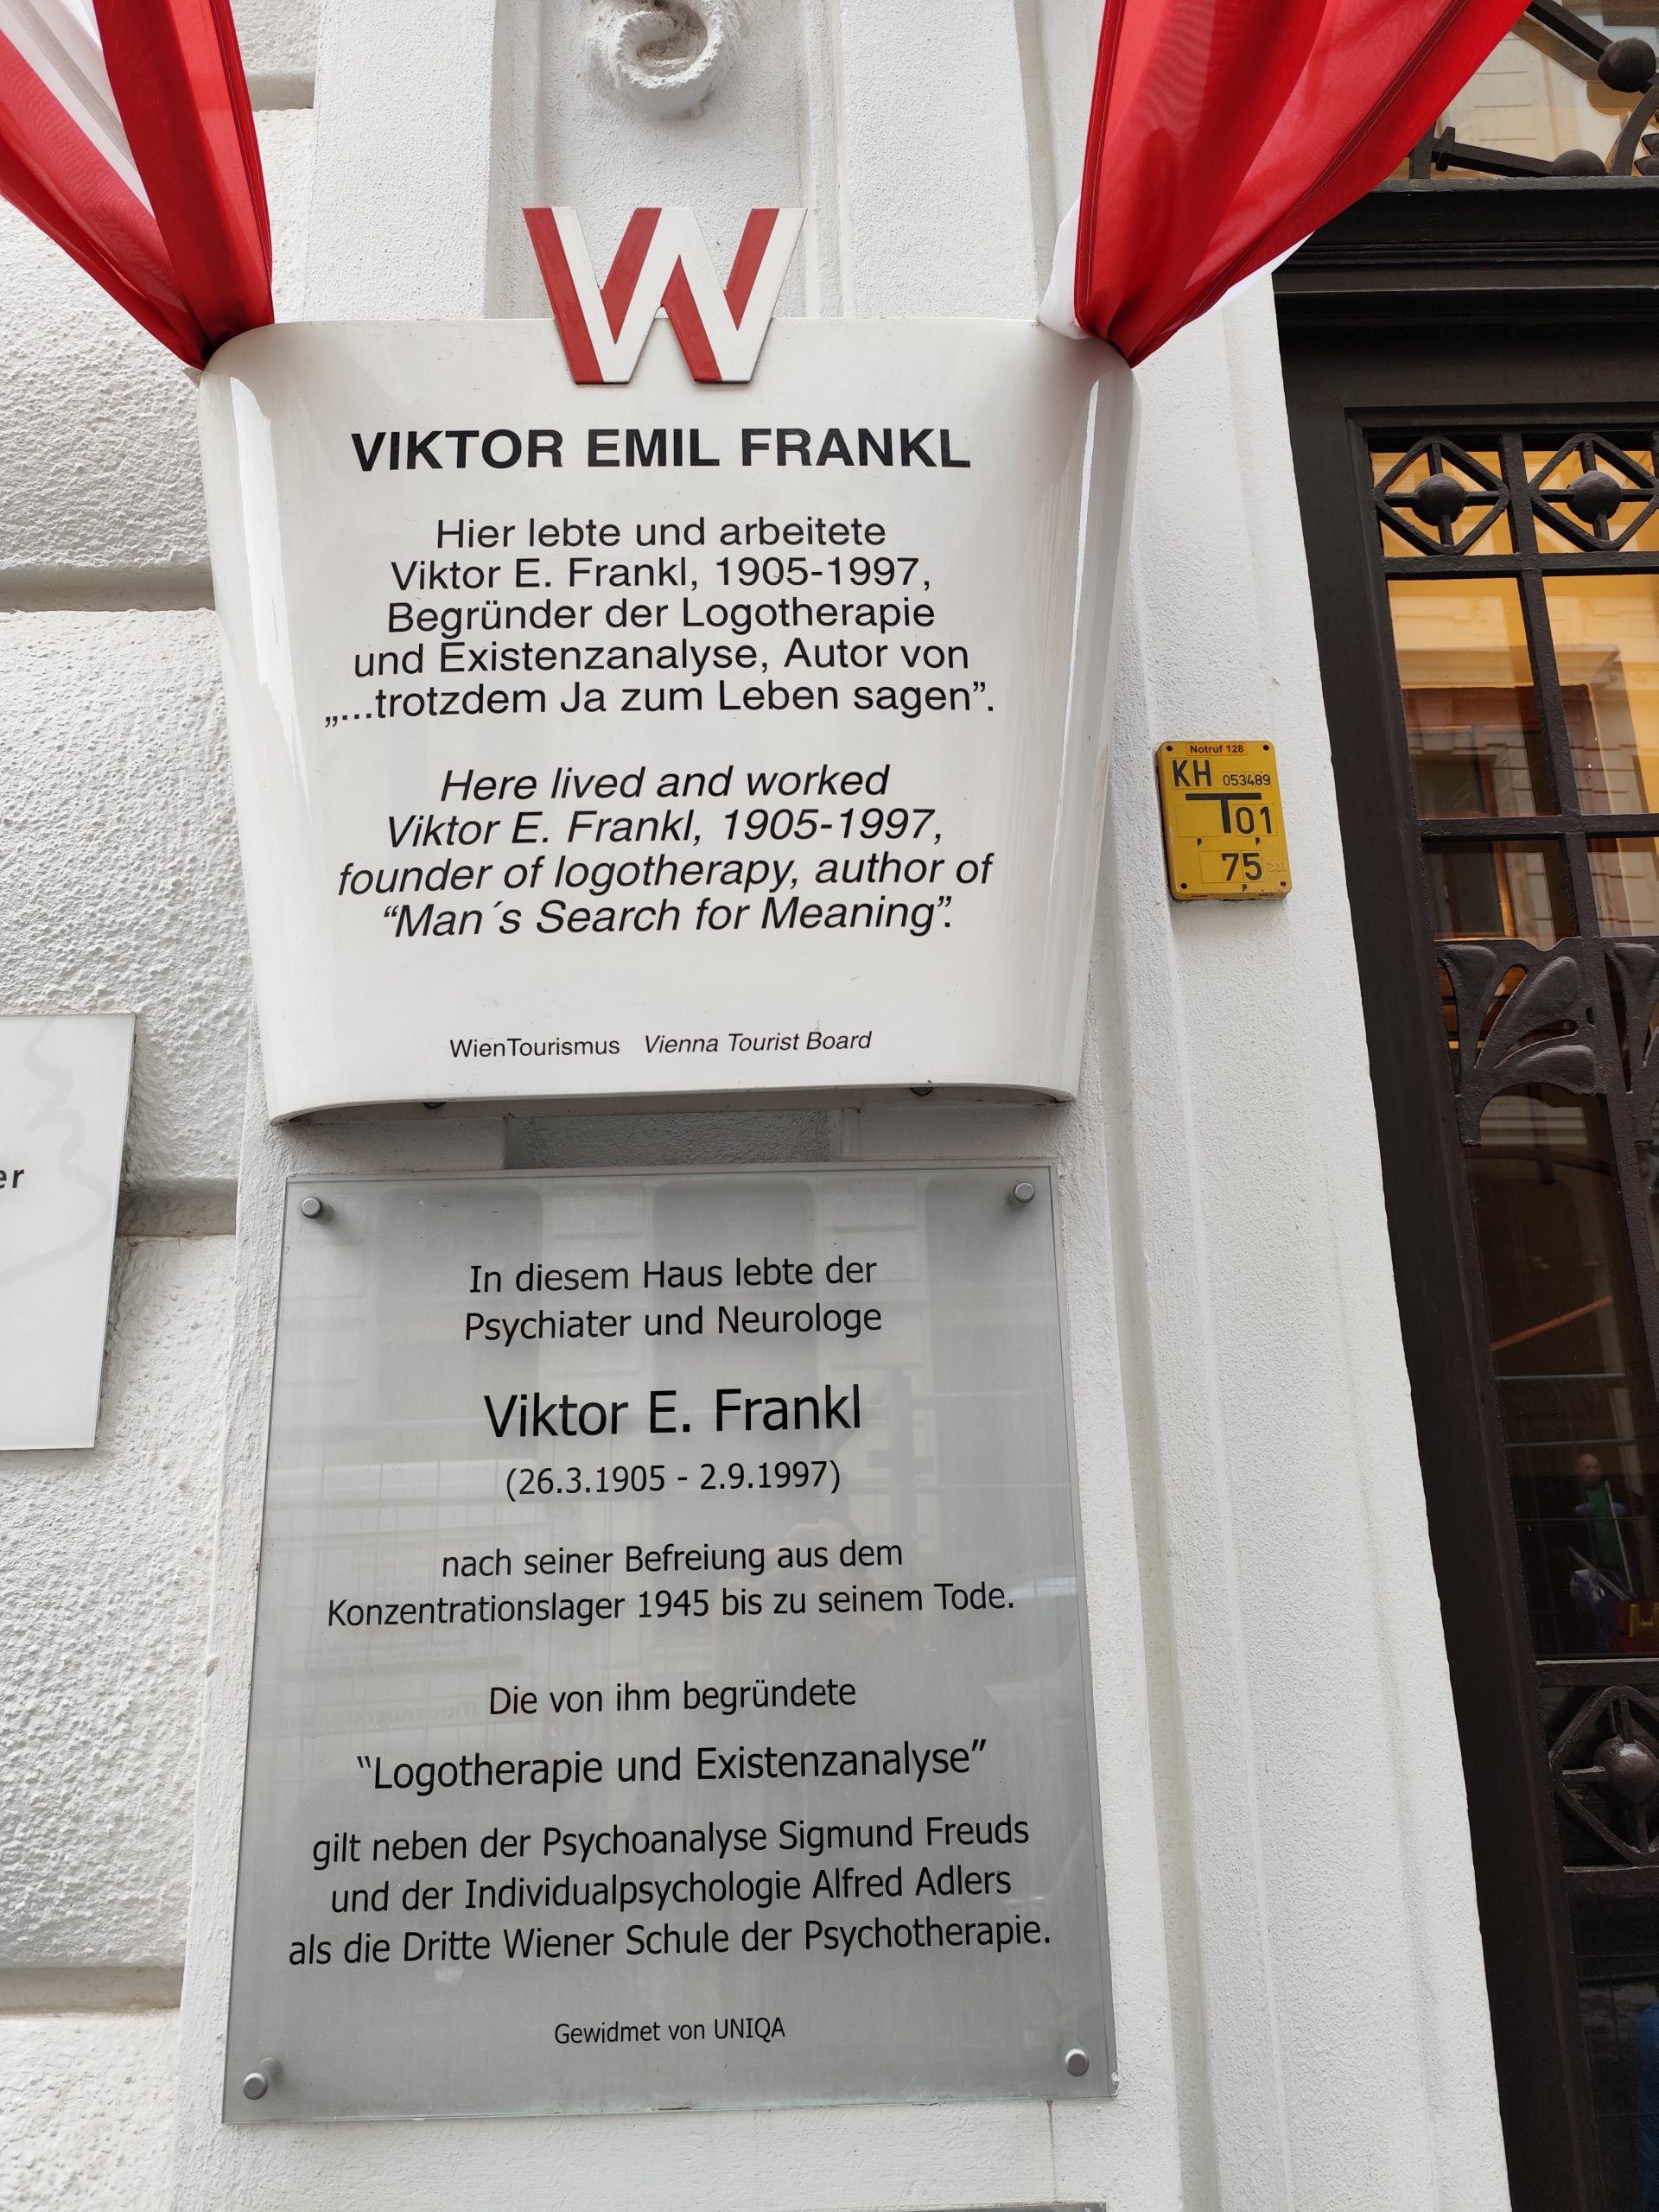 W
VIKTOR EMIL FRANKL
Hier lebte und arbeitete
Viktor E. Frankl, 1905-1997,
Begründer der Logotherapie
und Existenzanalyse, Autor von
„...trotzdem Ja zum Leben sagen”.
Here lived and worked
Viktor E. Frankl, 1905-1997,
founder of logotherapy, author of
“Man´s Search for Meaning”.
WienTourismus Vienna Tourist Board
Notruf 128
KH 053489
T 0,1
,75
er
In diesem Haus lebte der
Psychiater und Neurologe
Viktor E. Frankl
(26.3.1905 - 2.9.1997)
nach seiner Befreiung aus dem
Konzentrationslager 1945 bis zu seinem Tode.
Die von ihm begründete
“Logotherapie und Existenzanalyse”
gilt neben der Psychoanalyse Sigmund Freuds
und der Individualpsychologie Alfred Adlers
als die Dritte Wiener Schule der Psychotherapie.
Gewidmet von UNIQA